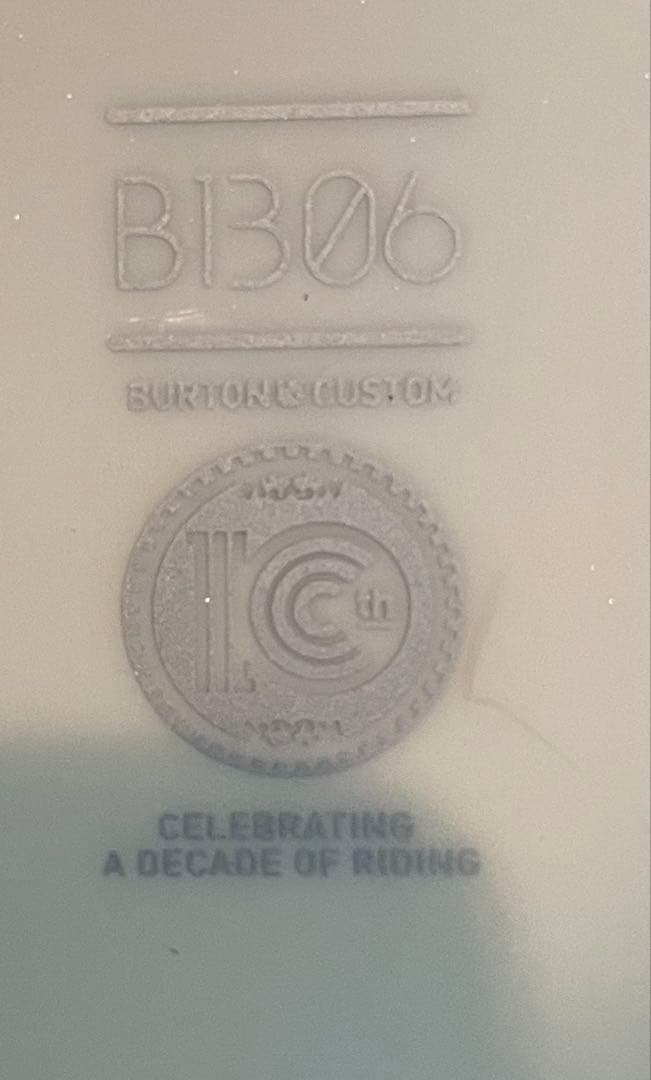 B1306
BURTON & CUSTOM
10th
CELEBRATING
A DECADE OF RIDING